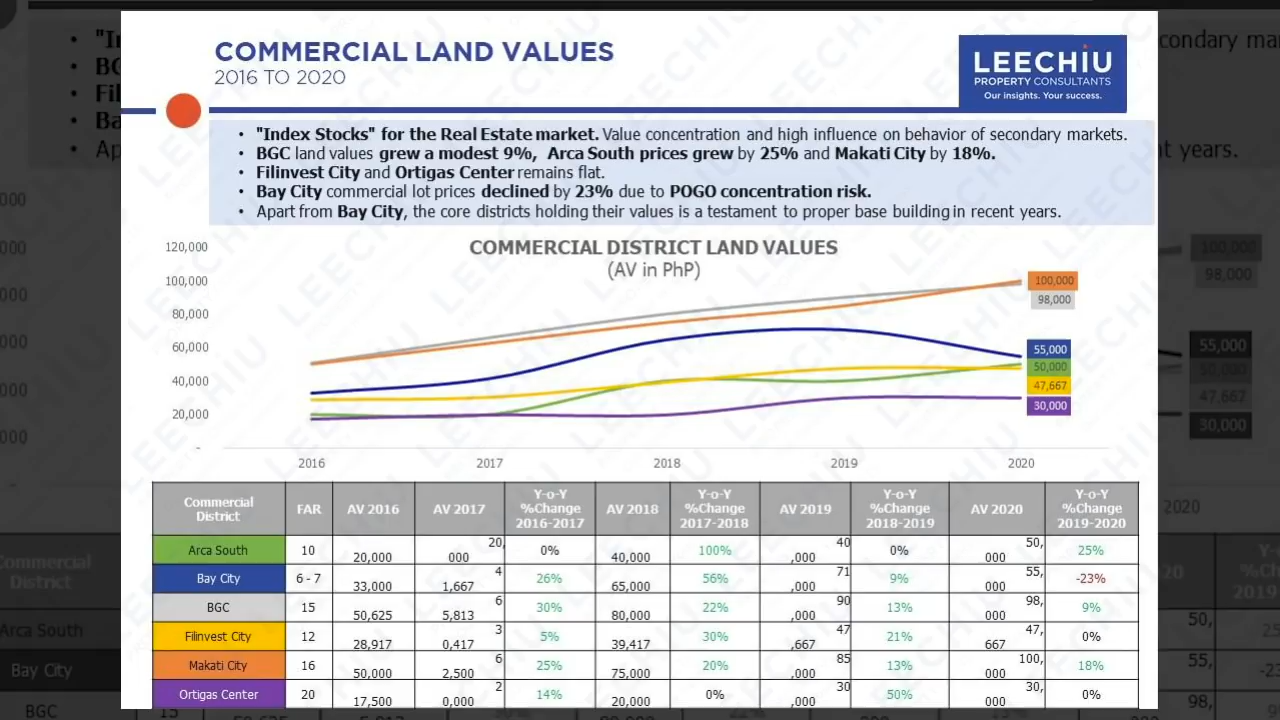 COMMERCIAL LAND VALUES
2016 TO 2020
LEECHiU
PROPERTY CONSULTANTS
Our insights. Your success.
• "Index Stocks" for the Real Estate market. Value concentration and high influence on behavior of secondary markets.
• BGC land values grew a modest 9%, Arca South prices grew by 25% and Makati City by 18%.
• Filinvest City and Ortigas Center remains flat.
• Bay City commercial lot prices declined by 23% due to POGO concentration risk.
• Apart from Bay City, the core districts holding their values is a testament to proper base building in recent years.
COMMERCIAL DISTRICT LAND VALUES
(AV in PhP)
120,000
100,000
80,000
60,000
40,000
20,000
-
100,000
98,000
55,000
50,000
47,667
30,000
2016 2017 2018 2019 2020
Commercial District FAR AV 2016 AV 2017 Y-o-Y %Change 2016-2017 AV 2018 Y-o-Y %Change 2017-2018 AV 2019 Y-o-Y %Change 2018-2019 AV 2020 Y-o-Y %Change 2019-2020
Arca South 10 20,000 20,000 0% 40,000 100% 40,000 0% 50,000 25%
Bay City 6 - 7 33,000 41,667 26% 65,000 56% 71,000 9% 55,000 -23%
BGC 15 50,625 65,813 30% 80,000 22% 90,000 13% 98,000 9%
Filinvest City 12 28,917 30,417 5% 39,417 30% 47,667 21% 47,667 0%
Makati City 16 50,000 62,500 25% 75,000 20% 85,000 13% 100,000 18%
Ortigas Center 20 17,500 20,000 14% 20,000 0% 30,000 50% 30,000 0%